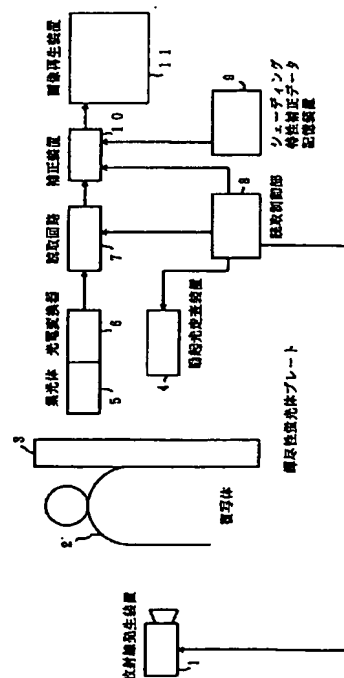 画像再生装置
11
補正装置
10
シェーディング
特性補正データ
記憶装置
9
読取回路
7
読取制御部
8
集光体 光電変換器
5 6
励起光走査装置
4
3
2
輝尽性蛍光体プレート
被写体
放射線発生装置
1